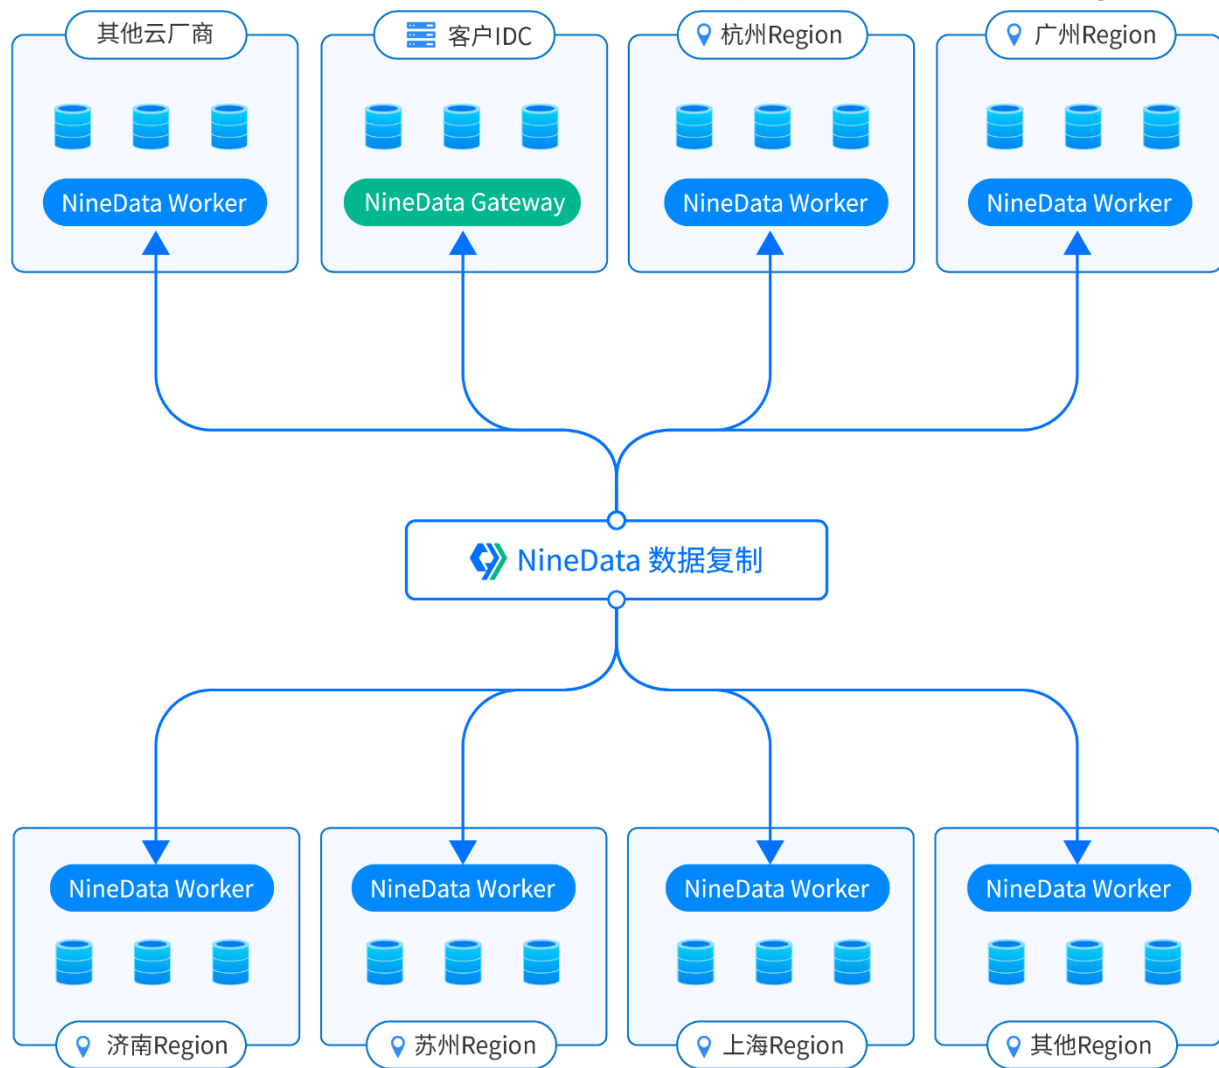 其他云厂商
客户IDC
杭州Region
广州Region
NineData Worker
NineData Gateway
NineData Worker
NineData Worker
NineData 数据复制
NineData Worker
NineData Worker
NineData Worker
NineData Worker
济南Region
苏州Region
上海Region
其他Region